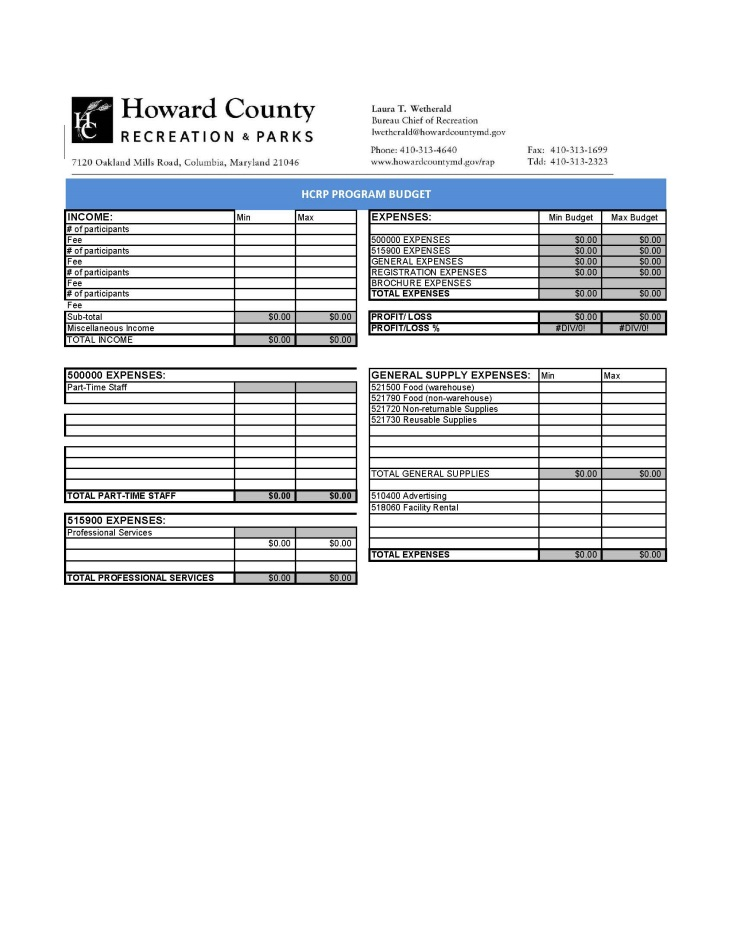 Howard County
RECREATION & PARKS
7120 Oakland Mills Road, Columbia, Maryland 21046
Laura T. Wetherald
Bureau Chief of Recreation
lwetherald@howardcountymd.gov
Phone: 410-313-4640 Fax: 410-313-1699
www.howardcountymd.gov/rap Tdd: 410-313-2323
HCRP PROGRAM BUDGET
INCOME: Min Max
# of participants
Fee
# of participants
Fee
# of participants
Fee
# of participants
Fee
Sub-total $0.00 $0.00
Miscellaneous Income
TOTAL INCOME $0.00 $0.00
EXPENSES: Min Budget Max Budget
500000 EXPENSES $0.00 $0.00
515900 EXPENSES $0.00 $0.00
GENERAL EXPENSES $0.00 $0.00
REGISTRATION EXPENSES $0.00 $0.00
BROCHURE EXPENSES
TOTAL EXPENSES $0.00 $0.00
PROFIT/LOSS $0.00 $0.00
PROFIT/LOSS % #DIV/0! #DIV/0!
500000 EXPENSES:
Part-Time Staff
TOTAL PART-TIME STAFF $0.00 $0.00
515900 EXPENSES:
Professional Services
$0.00 $0.00
TOTAL PROFESSIONAL SERVICES $0.00 $0.00
GENERAL SUPPLY EXPENSES: Min Max
521500 Food (warehouse)
521790 Food (non-warehouse)
521720 Non-returnable Supplies
521730 Reusable Supplies
TOTAL GENERAL SUPPLIES $0.00 $0.00
510400 Advertising
518060 Facility Rental
TOTAL EXPENSES $0.00 $0.00